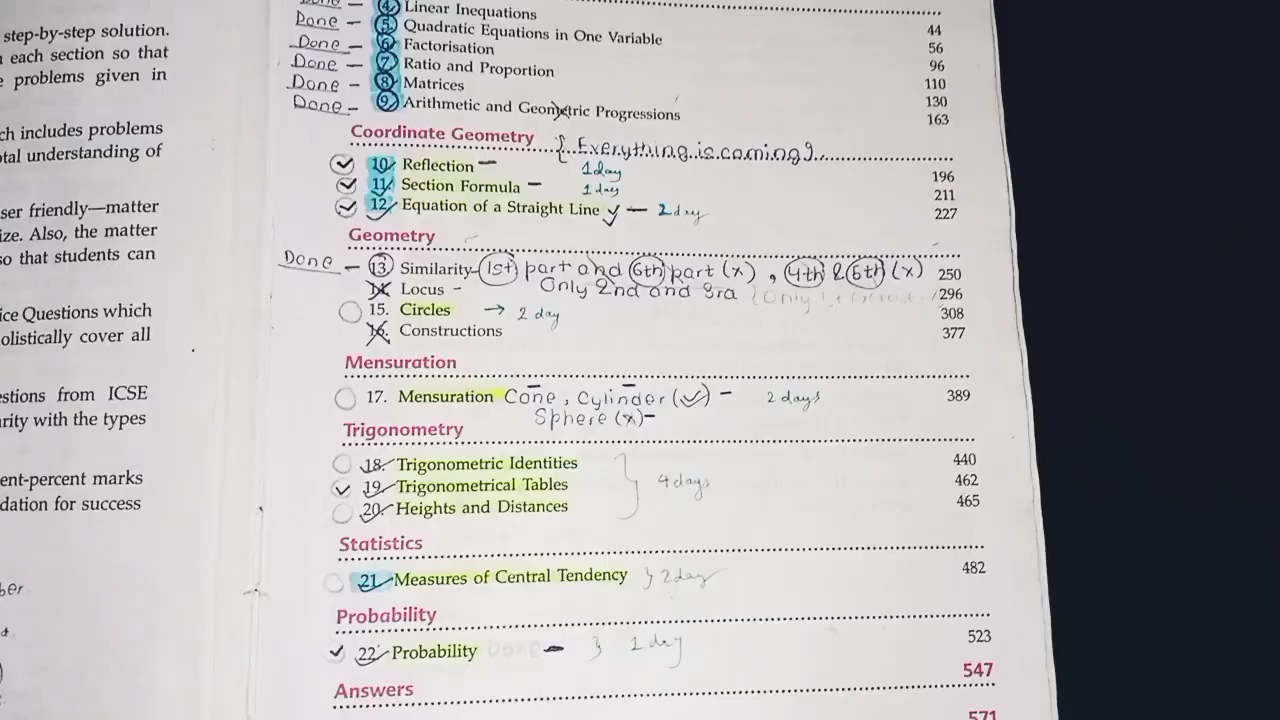 step-by-step solution.
each section so that
problems given in
ch includes problems
otal understanding of
ser friendly—matter
ize. Also, the matter
so that students can
ice Questions which
olistically cover all
estions from ICSE
arity with the types
ent-percent marks
dation for success
ber
Done - 4. Linear Inequations 44
Done - 5. Quadratic Equations in One Variable 56
Done - 6. Factorisation 96
Done - 7. Ratio and Proportion 110
Done - 8. Matrices 130
Done - 9. Arithmetic and Geometric Progressions 163
Coordinate Geometry { Everything is coming }
10. Reflection - 1 day 196
11. Section Formula - 1 day 211
12. Equation of a Straight Line - 2 day 227
Geometry
Done - 13. Similarity - 1st part and 6th part (x), 4th & 5th (x) 250
Only 2nd and 3rd
14. Locus - 296
15. Circles → 2 day 308
16. Constructions 377
Mensuration
17. Mensuration Cone, Cylinder (✓) - 2 days 389
Sphere (x) -
Trigonometry
18. Trigonometric Identities 440
19. Trigonometrical Tables } 4 days 462
20. Heights and Distances 465
Statistics
21. Measures of Central Tendency } 2 day 482
Probability
22. Probability - } 1 day 523
Answers 547
571